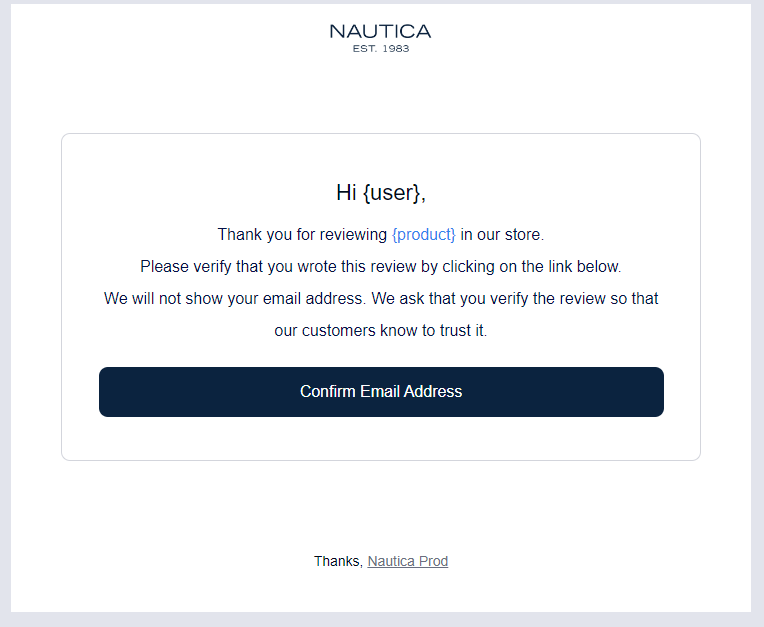 NAUTICA
EST. 1983
Hi {user},
Thank you for reviewing {product} in our store.
Please verify that you wrote this review by clicking on the link below.
We will not show your email address. We ask that you verify the review so that
our customers know to trust it.
Confirm Email Address
Thanks, Nautica Prod